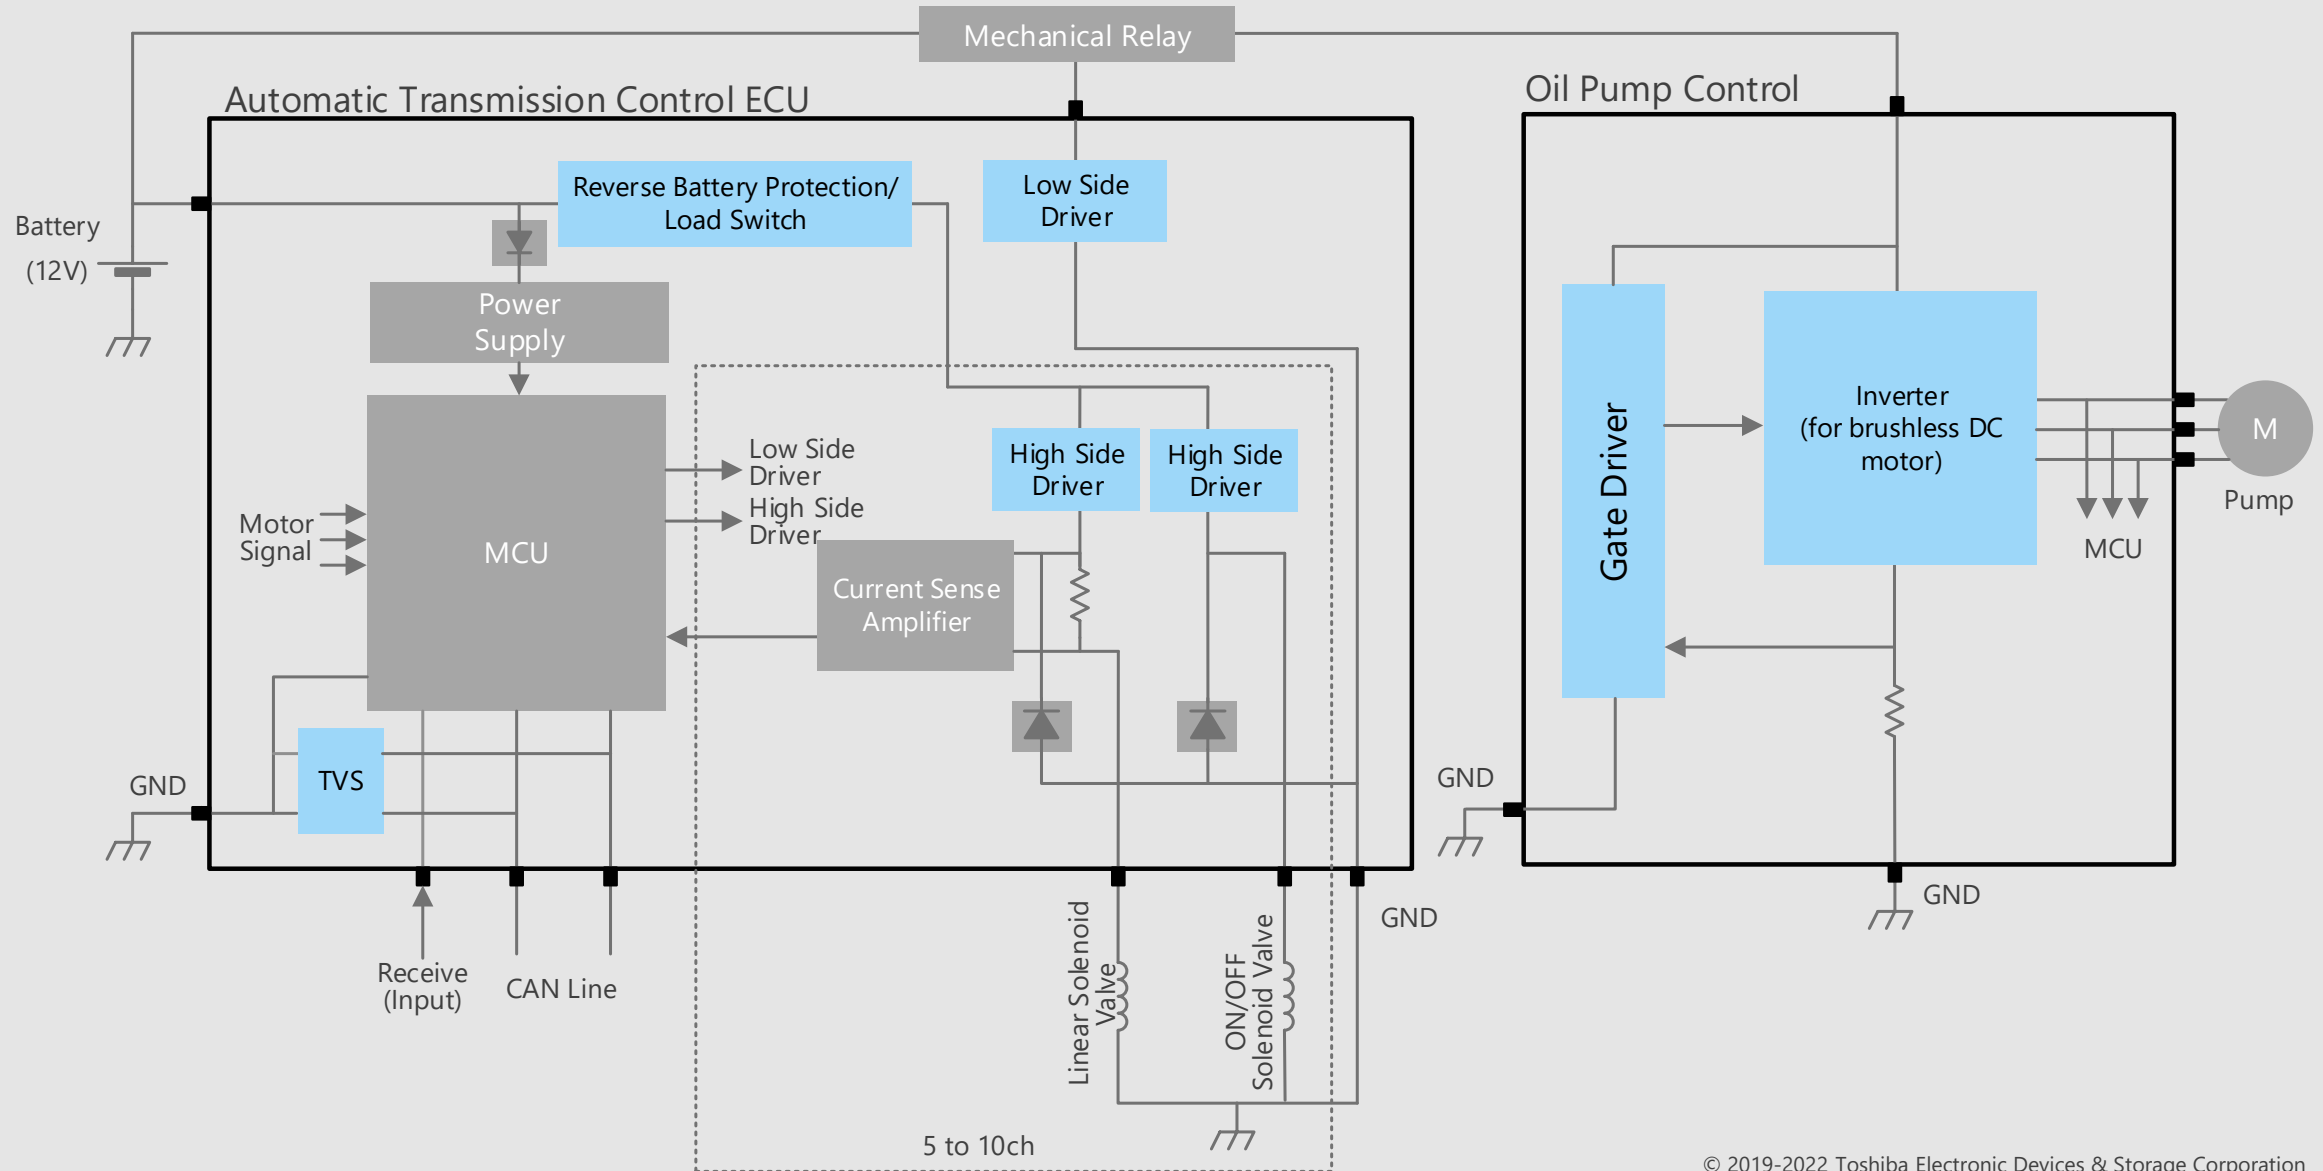 Mechanical Relay
Automatic Transmission Control ECU
Oil Pump Control
Reverse Battery Protection/
Load Switch
Low Side
Driver
Battery
(12V)
Power
Supply
Low Side
Driver
High Side
Driver
High Side
Driver
High Side
Driver
Motor
Signal
MCU
Current Sense
Amplifier
Gate Driver
Inverter
(for brushless DC
motor)
M
Pump
MCU
TVS
GND
GND
GND
GND
Receive
(Input)
CAN Line
Linear Solenoid
Valve
ON/OFF
Solenoid Valve
5 to 10ch
© 2019-2022 Toshiba Electronic Devices & Storage Corporation